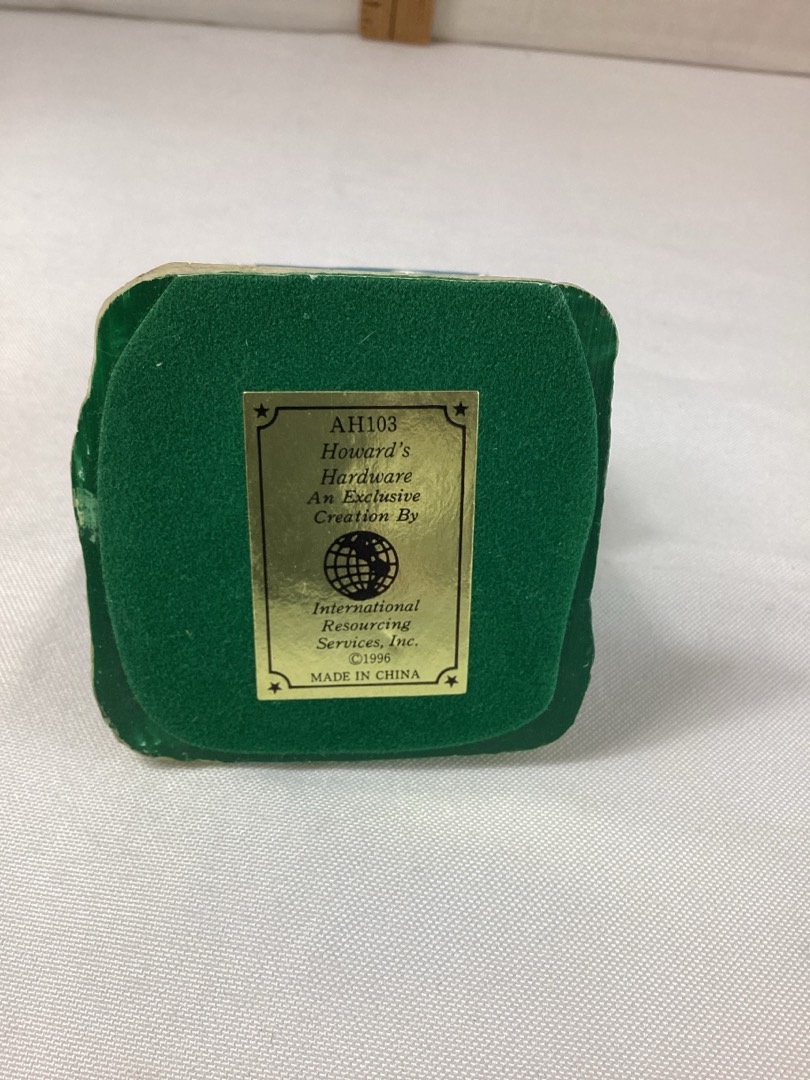 AH103
Howard's
Hardware
An Exclusive
Creation By
International
Resourcing
Services, Inc.
©1996
MADE IN CHINA